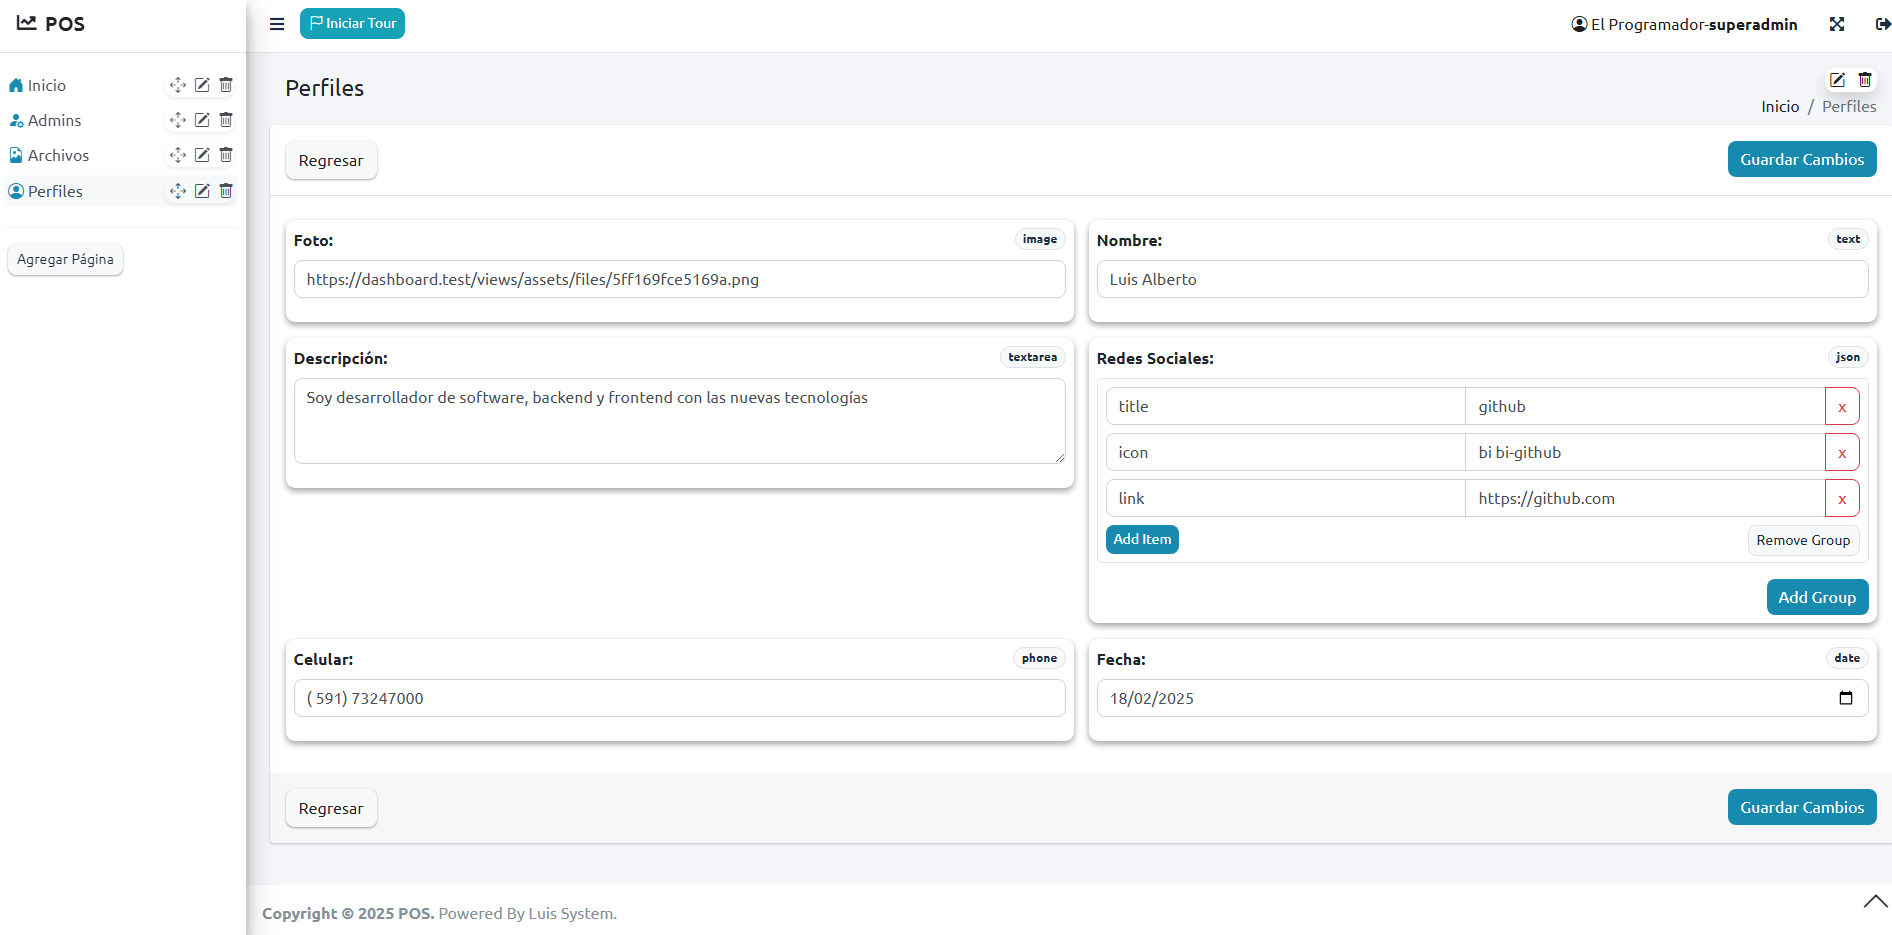 POS
Iniciar Tour
El Programador-superadmin
Inicio
Admins
Archivos
Perfiles
Agregar Página
Perfiles
Inicio / Perfiles
Regresar
Guardar Cambios
Foto:
image
https://dashboard.test/views/assets/files/5ff169fce5169a.png
Nombre:
text
Luis Alberto
Descripción:
textarea
Soy desarrollador de software, backend y frontend con las nuevas tecnologías
Redes Sociales:
json
title
github
x
icon
bi bi-github
x
link
https://github.com
x
Add Item
Remove Group
Add Group
Celular:
phone
( 591) 73247000
Fecha:
date
18/02/2025
Regresar
Guardar Cambios
Copyright © 2025 POS. Powered By Luis System.